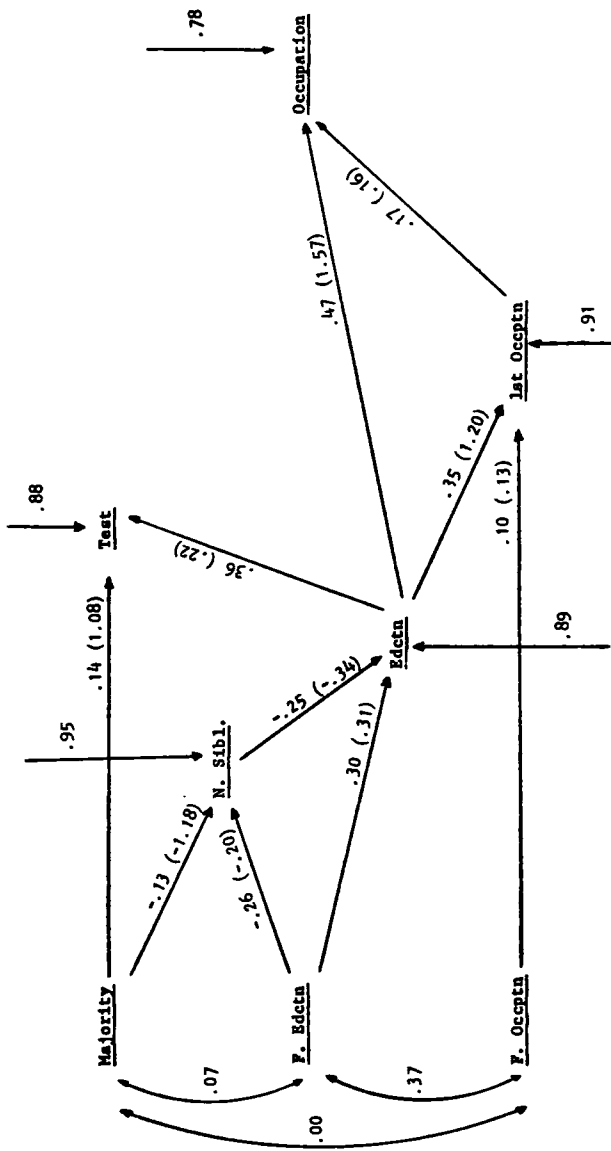 .78
Occupation
.17 (.16)
.47 (1.57)
1st Occptn
.91
.88
Test
.36 (.22)
.35 (1.20)
.10 (.13)
.14 (1.08)
Edctn
.89
.95
N. Sibl.
-.25 (-.34)
.30 (.31)
-.13 (-1.18)
-.26 (-.20)
Majority
F. Edctn
F. Occptn
.07
.37
.00